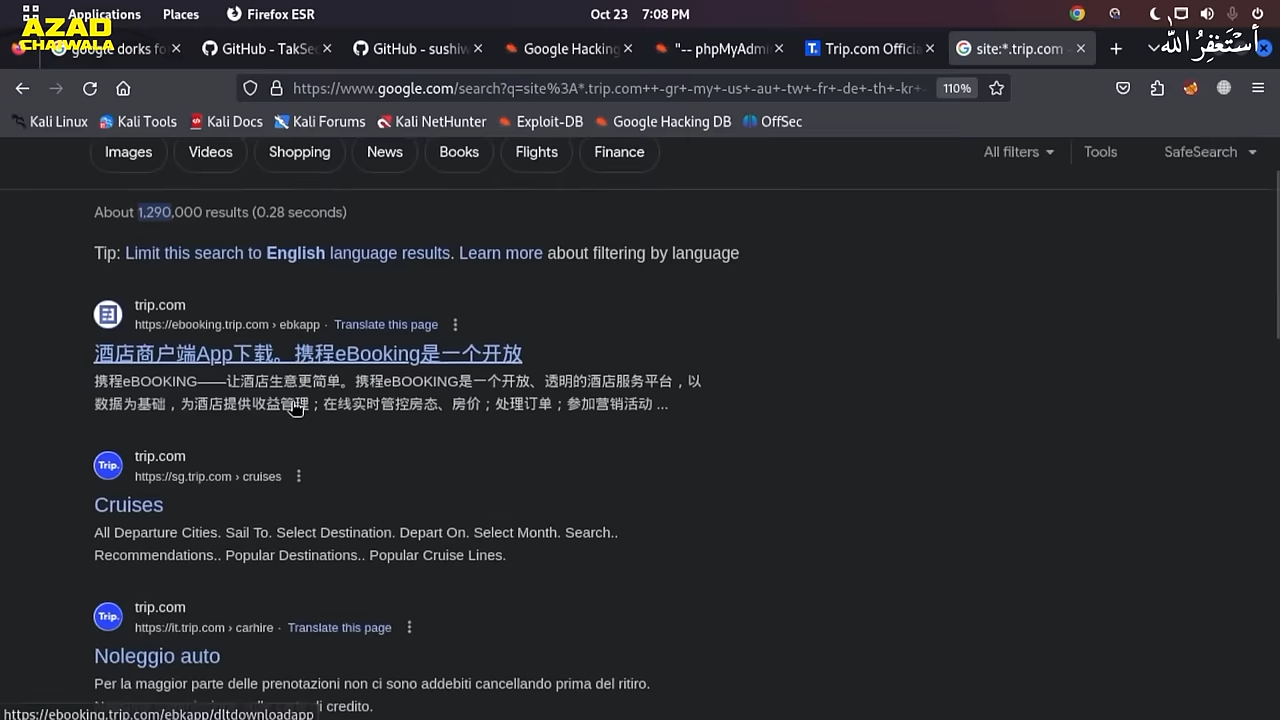 Applications Places Firefox ESR Oct 23 7:08 PM
AZAD
CHAIWALA
google dorks fo GitHub - TakSec GitHub - sushiw Google Hacking "-- phpMyAdmi Trip.com Officia site:*.trip.com
أستغفر الله
https://www.google.com/search?q=site%3A*.trip.com++-gr+-my+-us+-au+-tw+-fr+-de+-th+-kr+- 110%
Kali Linux Kali Tools Kali Docs Kali Forums Kali NetHunter Exploit-DB Google Hacking DB OffSec
Images Videos Shopping News Books Flights Finance All filters Tools SafeSearch
About 1,290,000 results (0.28 seconds)
Tip: Limit this search to English language results. Learn more about filtering by language
trip.com
https://ebooking.trip.com › ebkapp · Translate this page
酒店商户端App下载。携程eBooking是一个开放
携程eBOOKING——让酒店生意更简单。携程eBOOKING是一个开放、透明的酒店服务平台，以
数据为基础，为酒店提供收益管理；在线实时管控房态、房价；处理订单；参加营销活动 ...
trip.com
https://sg.trip.com › cruises
Cruises
All Departure Cities. Sail To. Select Destination. Depart On. Select Month. Search..
Recommendations.. Popular Destinations.. Popular Cruise Lines.
trip.com
https://it.trip.com › carhire · Translate this page
Noleggio auto
Per la maggior parte delle prenotazioni non ci sono addebiti cancellando prima del ritiro.
di credito.
https://ebooking.trip.com/ebkapp/dltdownloadapp